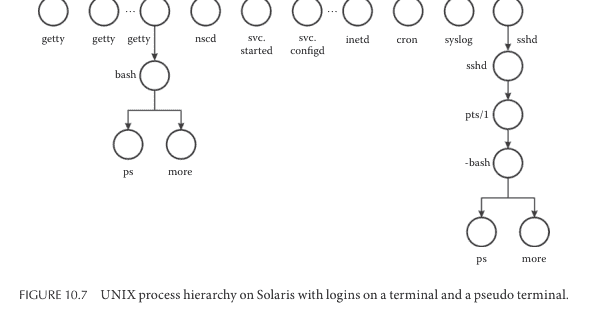 ... ...
getty getty getty nscd svc. started svc. configd inetd cron syslog sshd
bash
sshd
pts/1
-bash
ps more
ps more
FIGURE 10.7 UNIX process hierarchy on Solaris with logins on a terminal and a pseudo terminal.